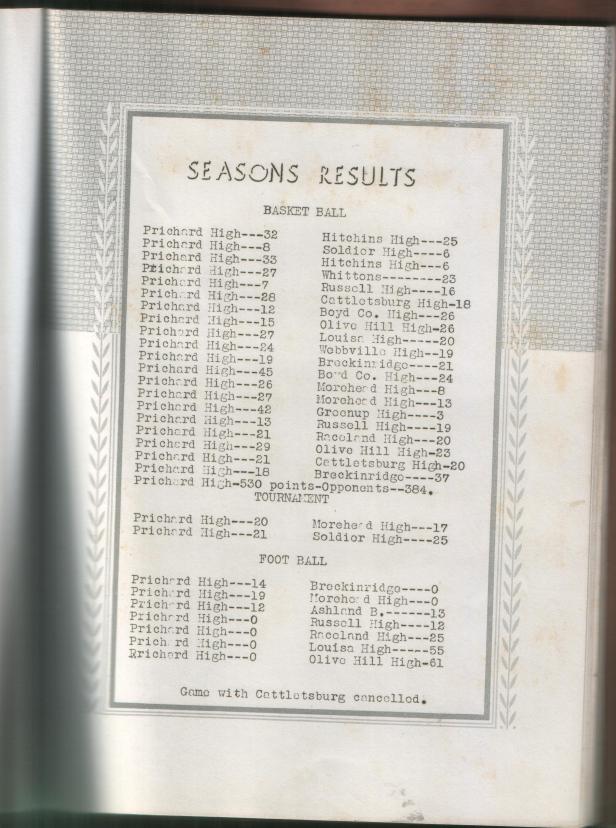 SEASONS RESULTS
BASKET BALL
Prichard High---32 Hitchins High---25
Prichard High---8 Soldier High----6
Prichard High---33 Hitchins High---6
Prichard High---27 Whittons--------23
Prichard High---7 Russell High----16
Prichard High---28 Cattletsburg High-18
Prichard High---12 Boyd Co. High---26
Prichard High---15 Olive Hill High-26
Prichard High---27 Louisa High-----20
Prichard High---24 Webbville High--19
Prichard High---19 Breckinridge----21
Prichard High---45 Boyd Co. High---24
Prichard High---26 Morehead High---8
Prichard High---27 Morehead High---13
Prichard High---42 Greenup High----3
Prichard High---13 Russell High----19
Prichard High---21 Raceland High---20
Prichard High---29 Olive Hill High-23
Prichard High---21 Cattletsburg High-20
Prichard High---18 Breckinridge----37
Prichard High-530 points-Opponents--384.
TOURNAMENT
Prichard High---20 Morehead High---17
Prichard High---21 Soldier High----25
FOOT BALL
Prichard High---14 Breckinridge----0
Prichard High---19 Morehead High---0
Prichard High---12 Ashland B.------13
Prichard High---0 Russell High----12
Prichard High---0 Raceland High---25
Prichard High---0 Louisa High-----55
Rrichard High---0 Olive Hill High-61
Game with Cattletsburg cancelled.